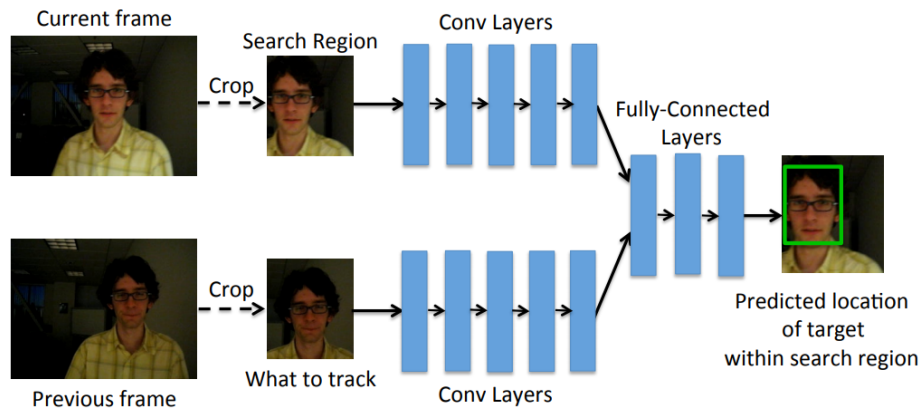 Current frame
Search Region
Conv Layers
Crop
Fully-Connected
Layers
Crop
Previous frame
What to track
Conv Layers
Predicted location
of target
within search region